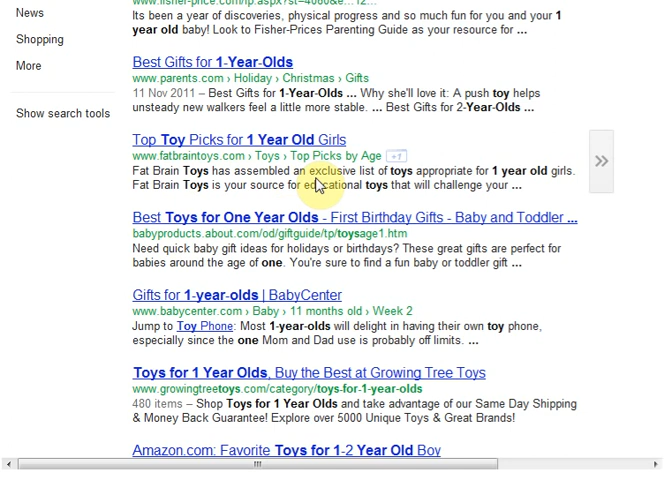 News
Shopping
More
Show search tools
Its been a year of discoveries, physical progress and so much fun for you and your 1
year old baby! Look to Fisher-Prices Parenting Guide as your resource for ...
Best Gifts for 1-Year-Olds
www.parents.com › Holiday › Christmas › Gifts
11 Nov 2011 – Best Gifts for 1-Year-Olds ... Why she'll love it: A push toy helps
unsteady new walkers feel a little more stable. ... Best Gifts for 2-Year-Olds ...
Top Toy Picks for 1 Year Old Girls
www.fatbraintoys.com › Toys › Top Picks by Age +1
Fat Brain Toys has assembled an exclusive list of toys appropriate for 1 year old girls.
Fat Brain Toys is your source for educational toys that will challenge your ...
Best Toys for One Year Olds - First Birthday Gifts - Baby and Toddler ...
babyproducts.about.com/od/giftguide/tp/toysage1.htm
Need quick baby gift ideas for holidays or birthdays? These great gifts are perfect for
babies around the age of one. You're sure to find a fun baby or toddler gift ...
Gifts for 1-year-olds | BabyCenter
www.babycenter.com › Baby › 11 months old › Week 2
Jump to Toy Phone: Most 1-year-olds will delight in having their own toy phone,
especially since the one Mom and Dad use is probably off limits. ...
Toys for 1 Year Olds, Buy the Best at Growing Tree Toys
www.growingtreetoys.com/category/toys-for-1-year-olds
480 items – Shop Toys for 1 Year Olds and take advantage of our Same Day Shipping
& Money Back Guarantee! Explore over 5000 Unique Toys & Great Brands!
Amazon.com: Favorite Toys for 1-2 Year Old Boy